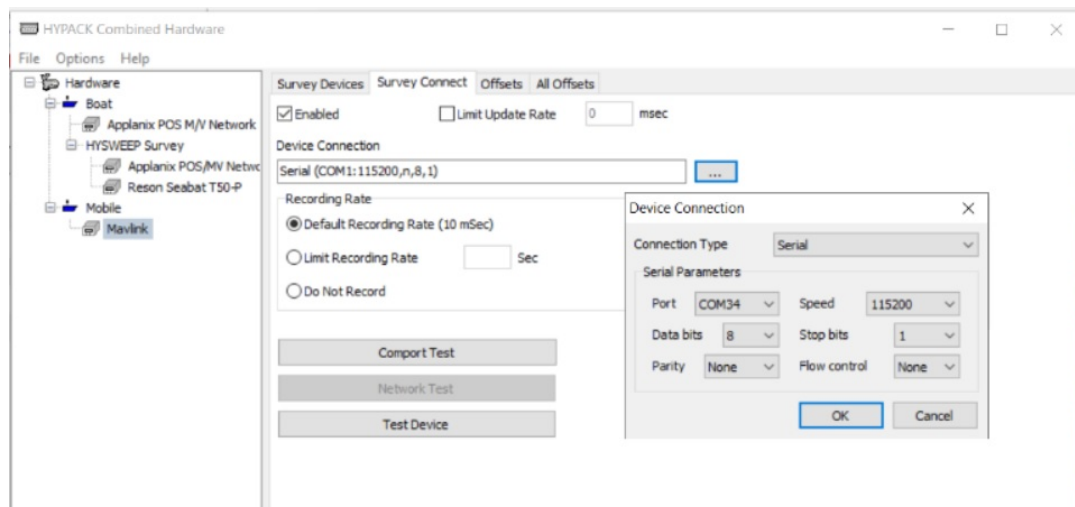 HYPACK Combined Hardware
File Options Help
Hardware
Boat
Applanix POS M/V Network
HYSWEEP Survey
Applanix POS/MV Netwo
Reson Seabat T50-P
Mobile
Mavlink
Survey Devices Survey Connect Offsets All Offsets
Enabled Limit Update Rate 0 msec
Device Connection
Serial (COM1:115200,n,8,1) ...
Recording Rate
Default Recording Rate (10 mSec)
Limit Recording Rate Sec
Do Not Record
Comport Test
Network Test
Test Device
Device Connection
Connection Type Serial
Serial Parameters
Port COM34 Speed 115200
Data bits 8 Stop bits 1
Parity None Flow control None
OK Cancel